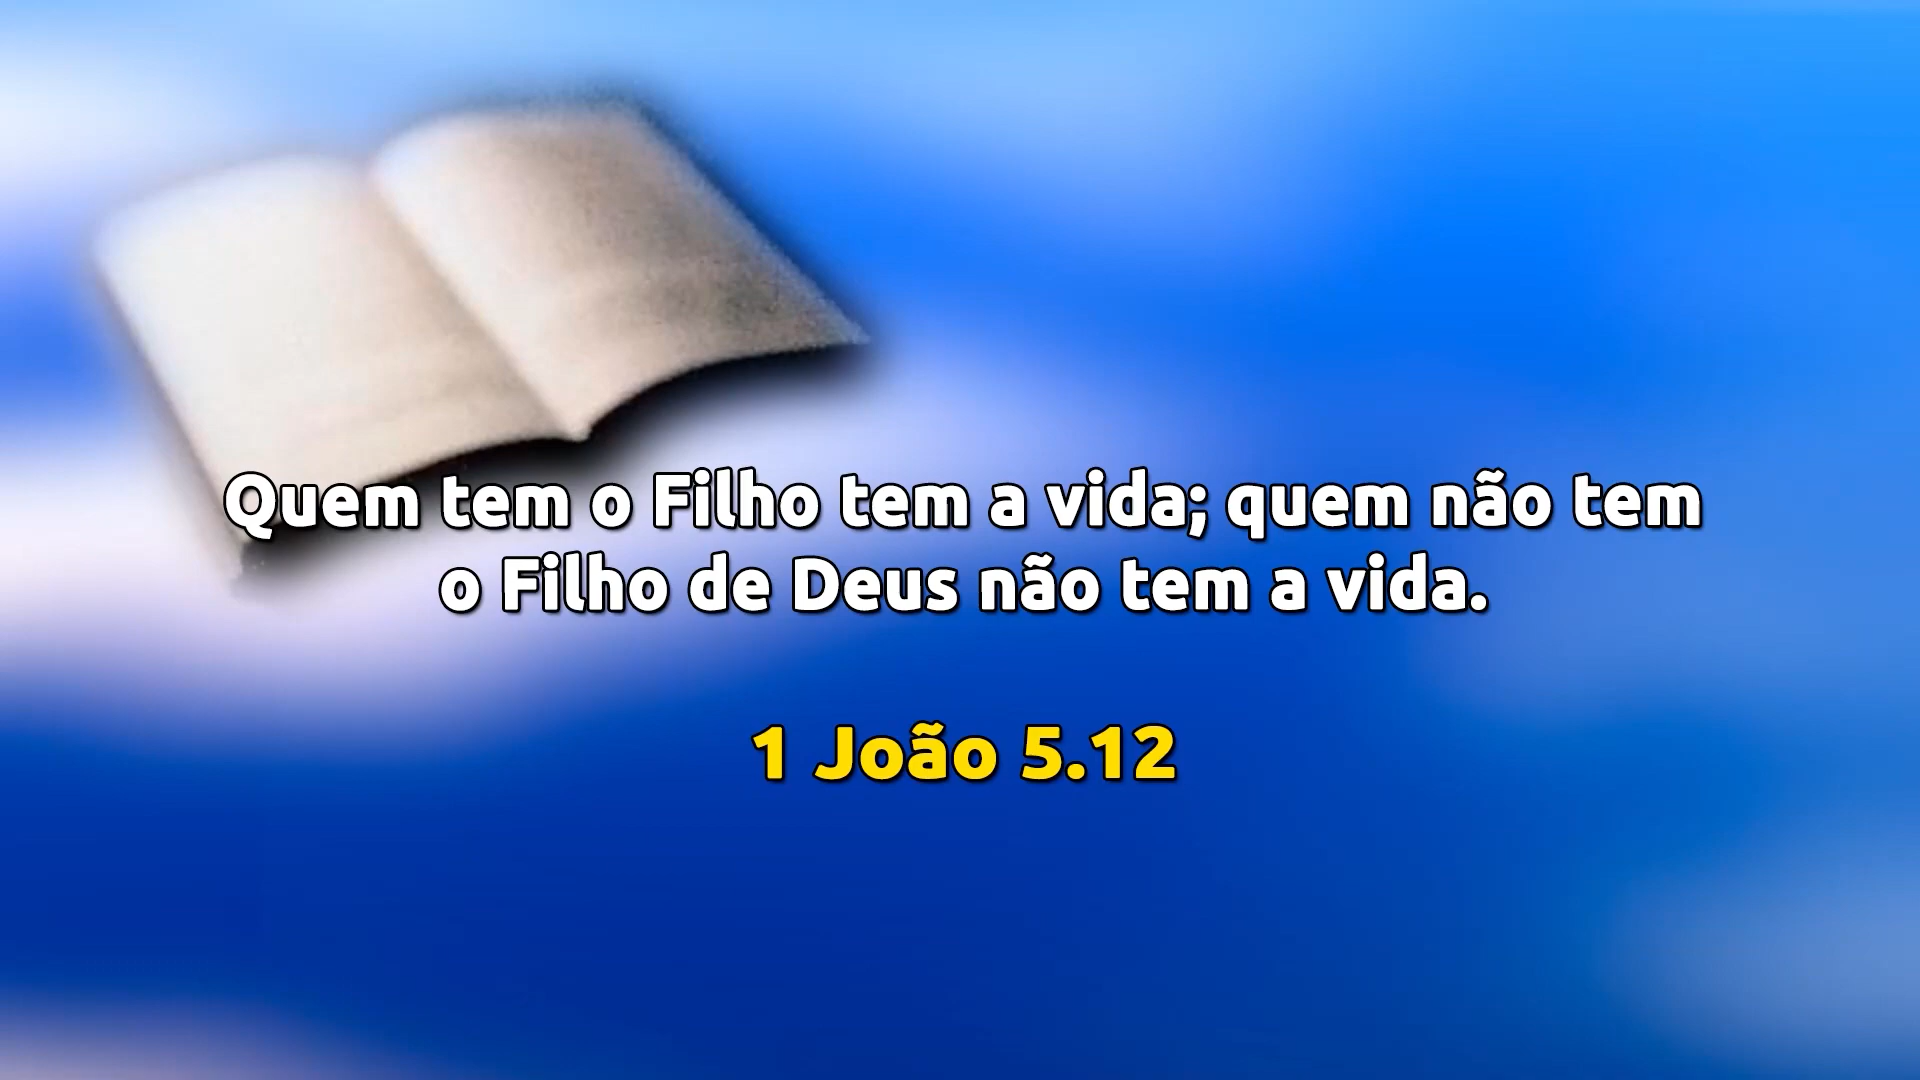 Quem tem o Filho tem a vida; quem não tem
o Filho de Deus não tem a vida.
1 João 5.12